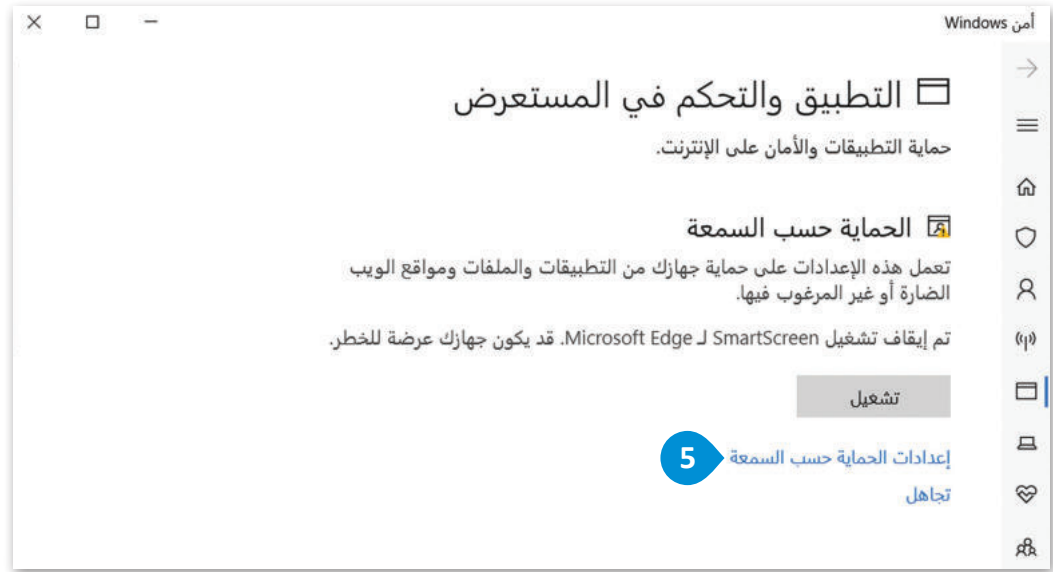 أمن Windows
التطبيق والتحكم في المستعرض
حماية التطبيقات والأمان على الإنترنت.
الحماية حسب السمعة
تعمل هذه الإعدادات على حماية جهازك من التطبيقات والملفات ومواقع الويب
الضارة أو غير المرغوب فيها.
تم إيقاف تشغيل SmartScreen لـ Microsoft Edge. قد يكون جهازك عرضة للخطر.
تشغيل
إعدادات الحماية حسب السمعة 5
تجاهل